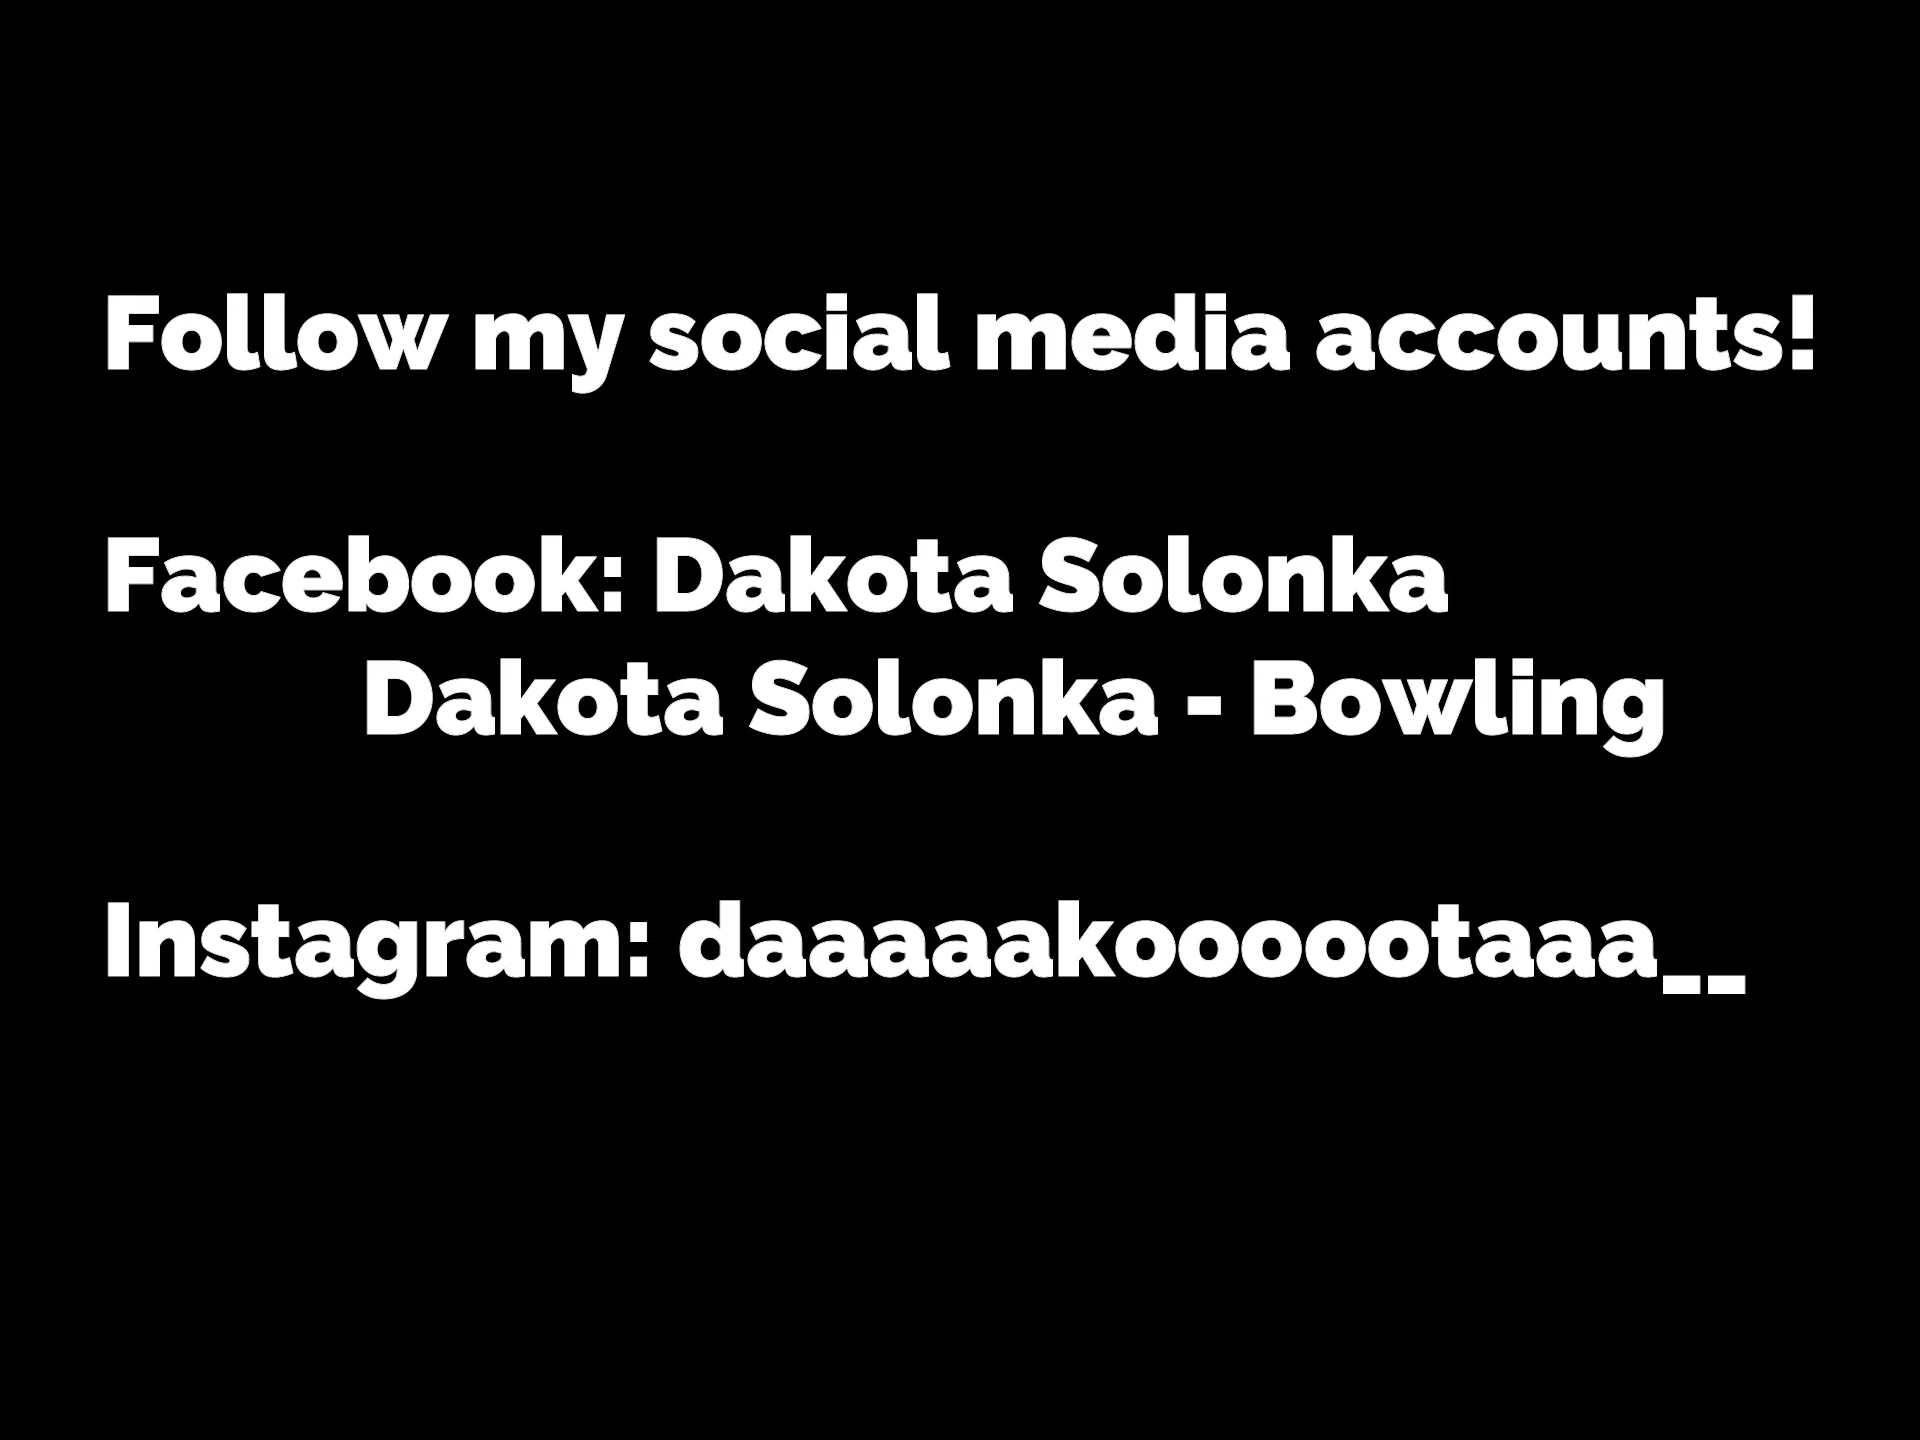 Follow my social media accounts!
Facebook: Dakota Solonka
Dakota Solonka - Bowling
Instagram: daaaaakoooootaaa__